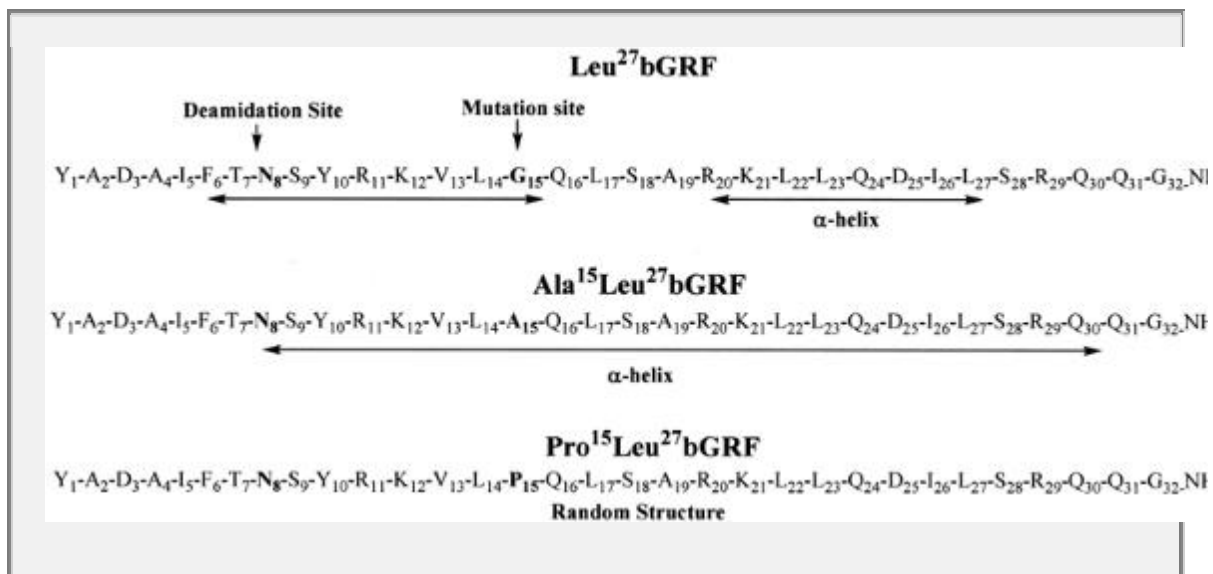 Leu²⁷bGRF
Deamidation Site Mutation site
Y₁-A₂-D₃-A₄-I₅-F₆-T₇-N₈-S₉-Y₁₀-R₁₁-K₁₂-V₁₃-L₁₄-G₁₅-Q₁₆-L₁₇-S₁₈-A₁₉-R₂₀-K₂₁-L₂₂-L₂₃-Q₂₄-D₂₅-I₂₆-L₂₇-S₂₈-R₂₉-Q₃₀-Q₃₁-G₃₂-
α-helix
Ala¹⁵Leu²⁷bGRF
Y₁-A₂-D₃-A₄-I₅-F₆-T₇-N₈-S₉-Y₁₀-R₁₁-K₁₂-V₁₃-L₁₄-A₁₅-Q₁₆-L₁₇-S₁₈-A₁₉-R₂₀-K₂₁-L₂₂-L₂₃-Q₂₄-D₂₅-I₂₆-L₂₇-S₂₈-R₂₉-Q₃₀-Q₃₁-G₃₂-
α-helix
Pro¹⁵Leu²⁷bGRF
Y₁-A₂-D₃-A₄-I₅-F₆-T₇-N₈-S₉-Y₁₀-R₁₁-K₁₂-V₁₃-L₁₄-P₁₅-Q₁₆-L₁₇-S₁₈-A₁₉-R₂₀-K₂₁-L₂₂-L₂₃-Q₂₄-D₂₅-I₂₆-L₂₇-S₂₈-R₂₉-Q₃₀-Q₃₁-G₃₂-
Random Structure